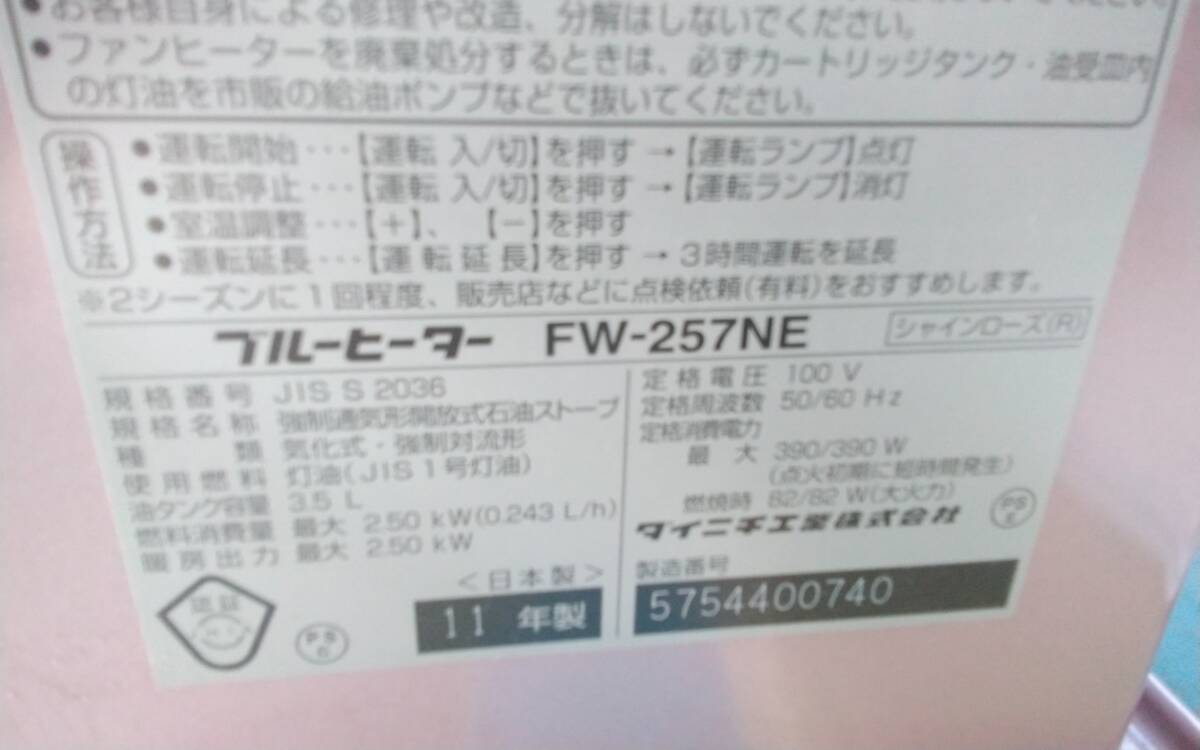 ●お客様自身による修理や改造、分解はしないでください。
●ファンヒーターを廃棄処分するときは、必ずカートリッジタンク・油受皿内
の灯油を市販の給油ポンプなどで抜いてください。
操作方法
●運転開始…【運転 入/切】を押す→【運転ランプ】点灯
●運転停止…【運転 入/切】を押す→【運転ランプ】消灯
●室温調整…【＋】、【－】を押す
●運転延長…【運転延長】を押す→3時間運転を延長
※2シーズンに1回程度、販売店などに点検依頼(有料)をおすすめします。
ブルーヒーター FW-257NE シャインローズ(R)
規格番号 JIS S 2036
規格名称 強制通気形開放式石油ストーブ
種類 気化式・強制対流形
使用燃料 灯油(JIS1号灯油)
油タンク容量 3.5 L
燃料消費量 最大 2.50 kW(0.243 L/h)
暖房出力 最大 2.50 kW
<日本製>
認証
PSC
11 年製
定格電圧 100 V
定格周波数 50/60 Hz
定格消費電力
最大 390/390 W
(点火初期に短時間発生)
燃焼時 82/82 W(大火力)
ダイニチ工業株式会社
PSE
製造番号
5754400740